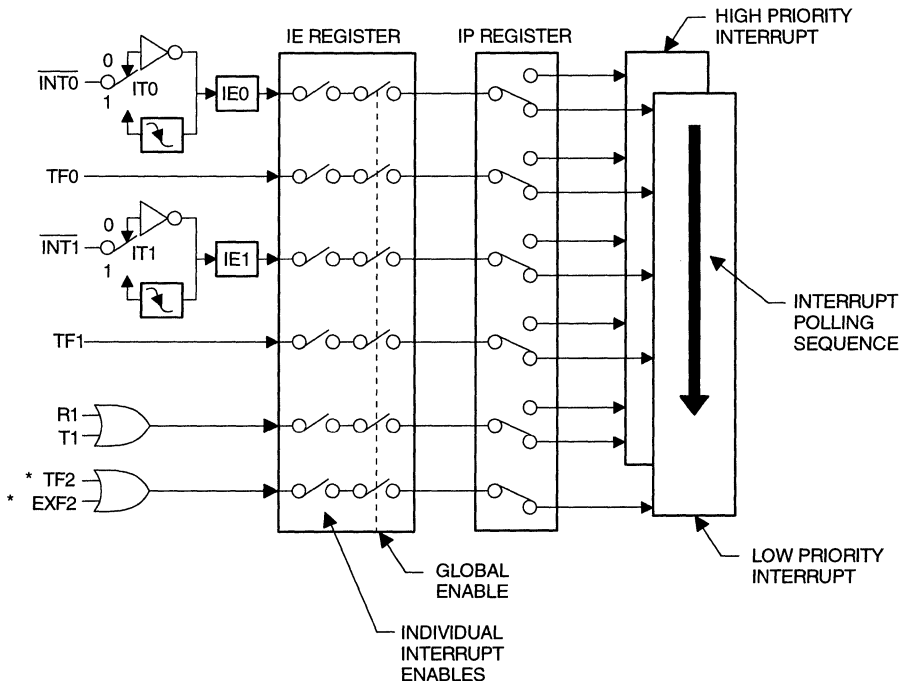 HIGH PRIORITY
INTERRUPT
IE REGISTER
IP REGISTER
0
INT0
IT0
1
IE0
TF0
0
INT1
IT1
1
IE1
INTERRUPT
POLLING
SEQUENCE
TF1
R1
T1
* TF2
* EXF2
LOW PRIORITY
INTERRUPT
GLOBAL
ENABLE
INDIVIDUAL
INTERRUPT
ENABLES